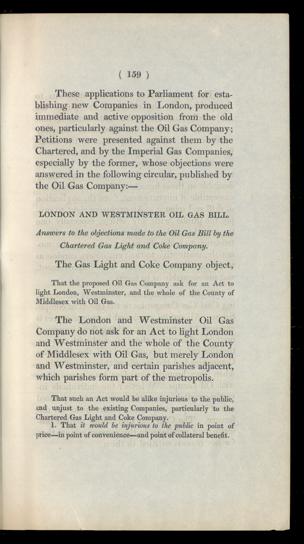 ( 159 )
These applications to Parliament for esta-
blishing new Companies in London, produced
immediate and active opposition from the old
ones, particularly against the Oil Gas Company;
Petitions were presented against them by the
Chartered, and by the Imperial Gas Companies,
especially by the former, whose objections were
answered in the following circular, published by
the Oil Gas Company:—
LONDON AND WESTMINSTER OIL GAS BILL.
Answers to the objections made to the Oil Gas Bill by the
Chartered Gas Light and Coke Company.
The Gas Light and Coke Company object,
That the proposed Oil Gas Company ask for an Act to
light London, Westminster, and the whole of the County of
Middlesex with Oil Gas.
The London and Westminster Oil Gas
Company do not ask for an Act to light London
and Westminster and the whole of the County
of Middlesex with Oil Gas, but merely London
and Westminster, and certain parishes adjacent,
which parishes form part of the metropolis.
That such an Act would be alike injurious to the public,
and unjust to the existing Companies, particularly to the
Chartered Gas Light and Coke Company.
1. That it would be injurious to the public in point of
price—in point of convenience—and point of collateral benefit.